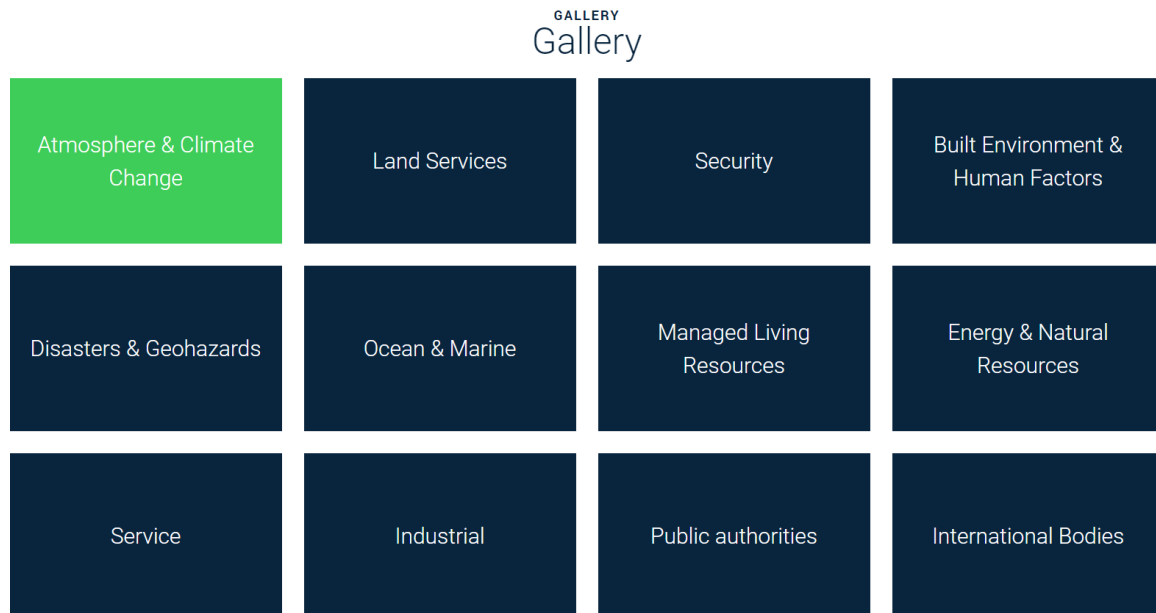 GALLERY
Gallery
Atmosphere & Climate
Change
Land Services
Security
Built Environment &
Human Factors
Disasters & Geohazards
Ocean & Marine
Managed Living
Resources
Energy & Natural
Resources
Service
Industrial
Public authorities
International Bodies